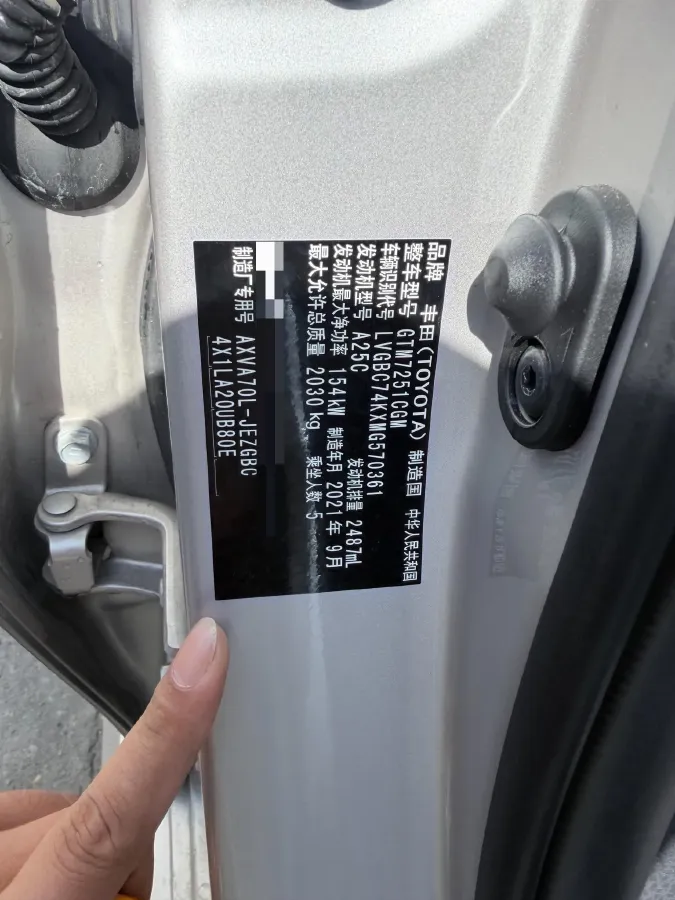 品牌 丰田(TOYOTA) 制造国 中华人民共和国
整车型号 GTM7251CGM
车辆识别代号 LVGBC74KXMG570361
发动机型号 A25C 发动机排量 2487mL
发动机最大净功率 154kW 制造年月 2021年 9月
最大允许总质量 2030kg 乘坐人数 5
制造厂专用号 AXVA70L-JEZGBC
4X1LA20UB80E